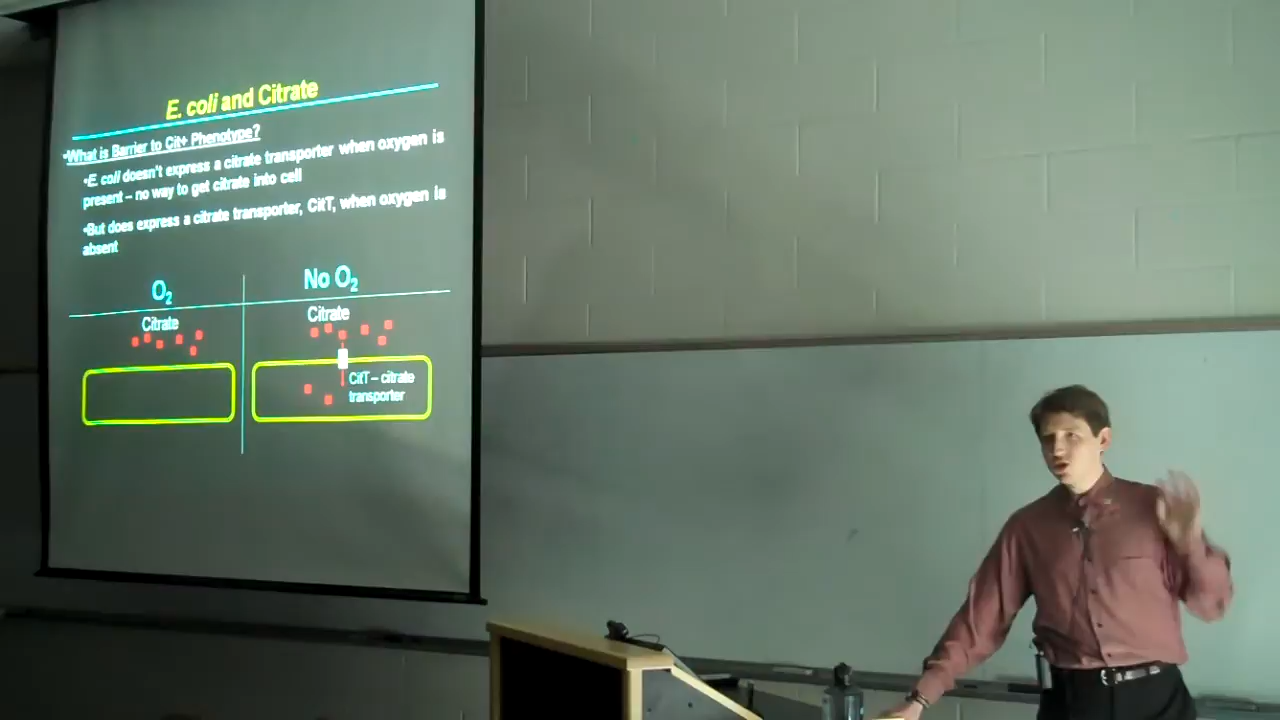 E. coli and Citrate
•What is Barrier to Cit+ Phenotype?
•E. coli doesn't express a citrate transporter when oxygen is
present – no way to get citrate into cell
•But does express a citrate transporter, CitT, when oxygen is
absent
O2 No O2
Citrate Citrate
CitT – citrate
transporter